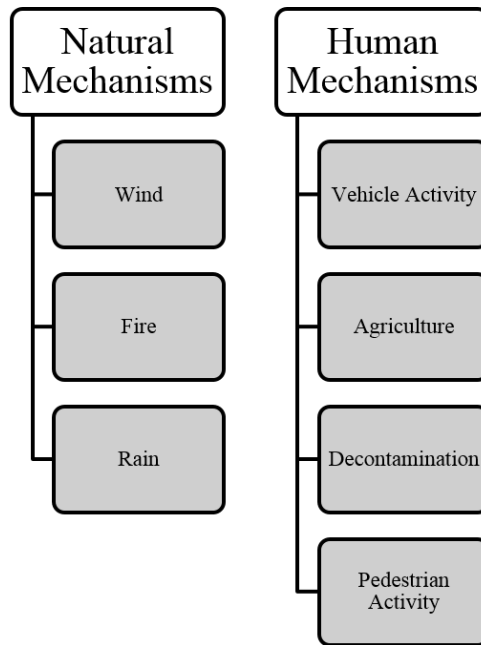 Natural
Mechanisms
Wind
Fire
Rain
Human
Mechanisms
Vehicle Activity
Agriculture
Decontamination
Pedestrian
Activity